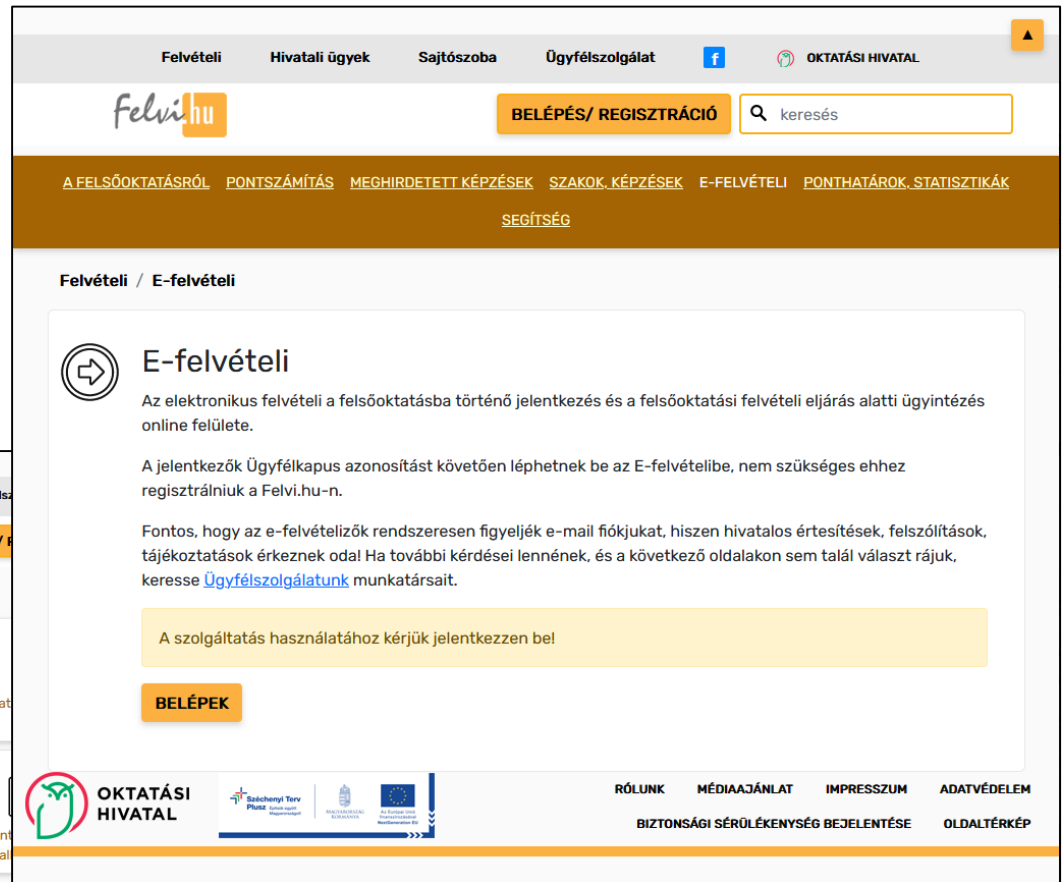 ▲
Felvételi Hivatali ügyek Sajtószoba Ügyfélszolgálat f OKTATÁSI HIVATAL
Felvi.hu BELÉPÉS/ REGISZTRÁCIÓ keresés
A FELSŐOKTATÁSRÓL PONTSZÁMÍTÁS MEGHIRDETETT KÉPZÉSEK SZAKOK, KÉPZÉSEK E-FELVÉTELI PONTHATÁROK, STATISZTIKÁK
SEGÍTSÉG
Felvételi / E-felvételi
E-felvételi
Az elektronikus felvételi a felsőoktatásba történő jelentkezés és a felsőoktatási felvételi eljárás alatti ügyintézés
online felülete.
A jelentkezők Ügyfélkapus azonosítást követően léphetnek be az E-felvételibe, nem szükséges ehhez
regisztrálniuk a Felvi.hu-n.
Fontos, hogy az e-felvételizők rendszeresen figyeljék e-mail fiókjukat, hiszen hivatalos értesítések, felszólítások,
tájékoztatások érkeznek oda! Ha további kérdései lennének, és a következő oldalakon sem talál választ rájuk,
keresse Ügyfélszolgálatunk munkatársait.
A szolgáltatás használatához kérjük jelentkezzen be!
BELÉPEK
OKTATÁSI
HIVATAL
Széchenyi Terv
Plusz
MAGYARORSZÁG
KORMÁNYA
RÓLUNK MÉDIAAJÁNLAT IMPRESSZUM ADATVÉDELEM
BIZTONSÁGI SÉRÜLÉKENYSÉG BEJELENTÉSE OLDALTÉRKÉP